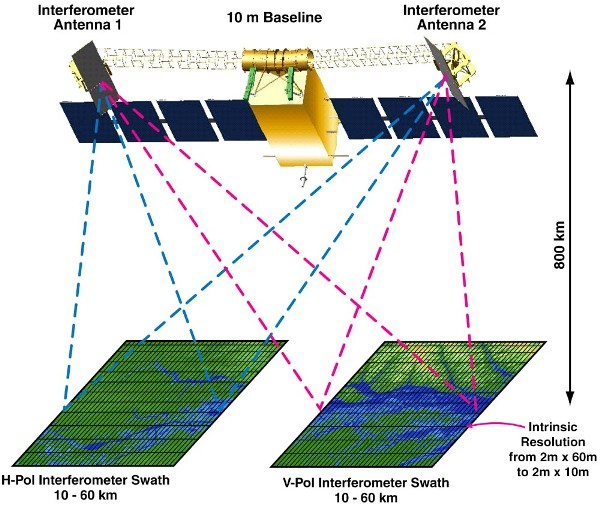 Interferometer
Antenna 1
10 m Baseline
Interferometer
Antenna 2
800 km
Intrinsic
Resolution
from 2m x 60m
to 2m x 10m
H-Pol Interferometer Swath
10 - 60 km
V-Pol Interferometer Swath
10 - 60 km